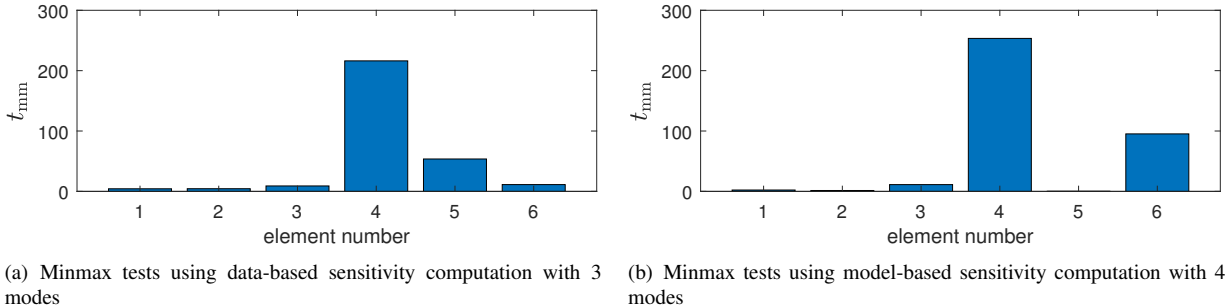 300
200
100
0
t_mm
1 2 3 4 5 6
element number
(a) Minmax tests using data-based sensitivity computation with 3
modes
300
200
100
0
t_mm
1 2 3 4 5 6
element number
(b) Minmax tests using model-based sensitivity computation with 4
modes